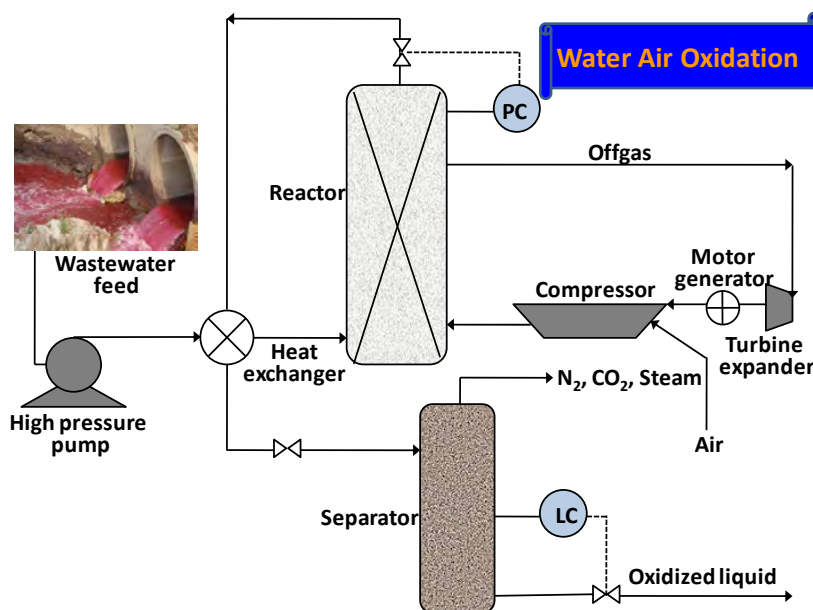 Water Air Oxidation
PC
Offgas
Reactor
Wastewater
feed
Motor
generator
Compressor
Heat
exchanger
Turbine
expander
High pressure
pump
N₂, CO₂, Steam
Air
Separator
LC
Oxidized liquid